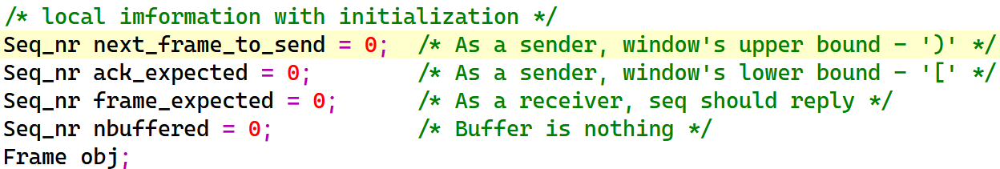 /* local imformation with initialization */
Seq_nr next_frame_to_send = 0;  /* As a sender, window's upper bound - ')' */
Seq_nr ack_expected = 0;        /* As a sender, window's lower bound - '[' */
Seq_nr frame_expected = 0;      /* As a receiver, seq should reply */
Seq_nr nbuffered = 0;           /* Buffer is nothing */
Frame obj;